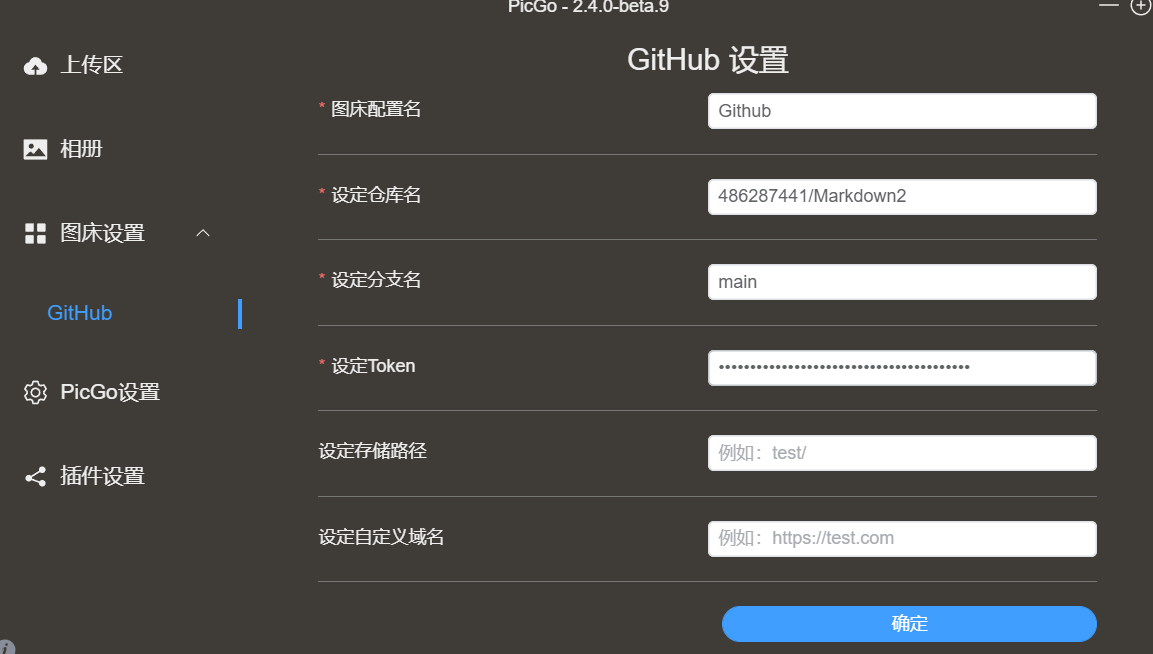 PicGo - 2.4.0-beta.9
上传区
相册
图床设置
GitHub
PicGo设置
插件设置
GitHub 设置
* 图床配置名
Github
* 设定仓库名
486287441/Markdown2
* 设定分支名
main
* 设定Token
••••••••••••••••••••••••••••••••••••••••
设定存储路径
例如：test/
设定自定义域名
例如：https://test.com
确定